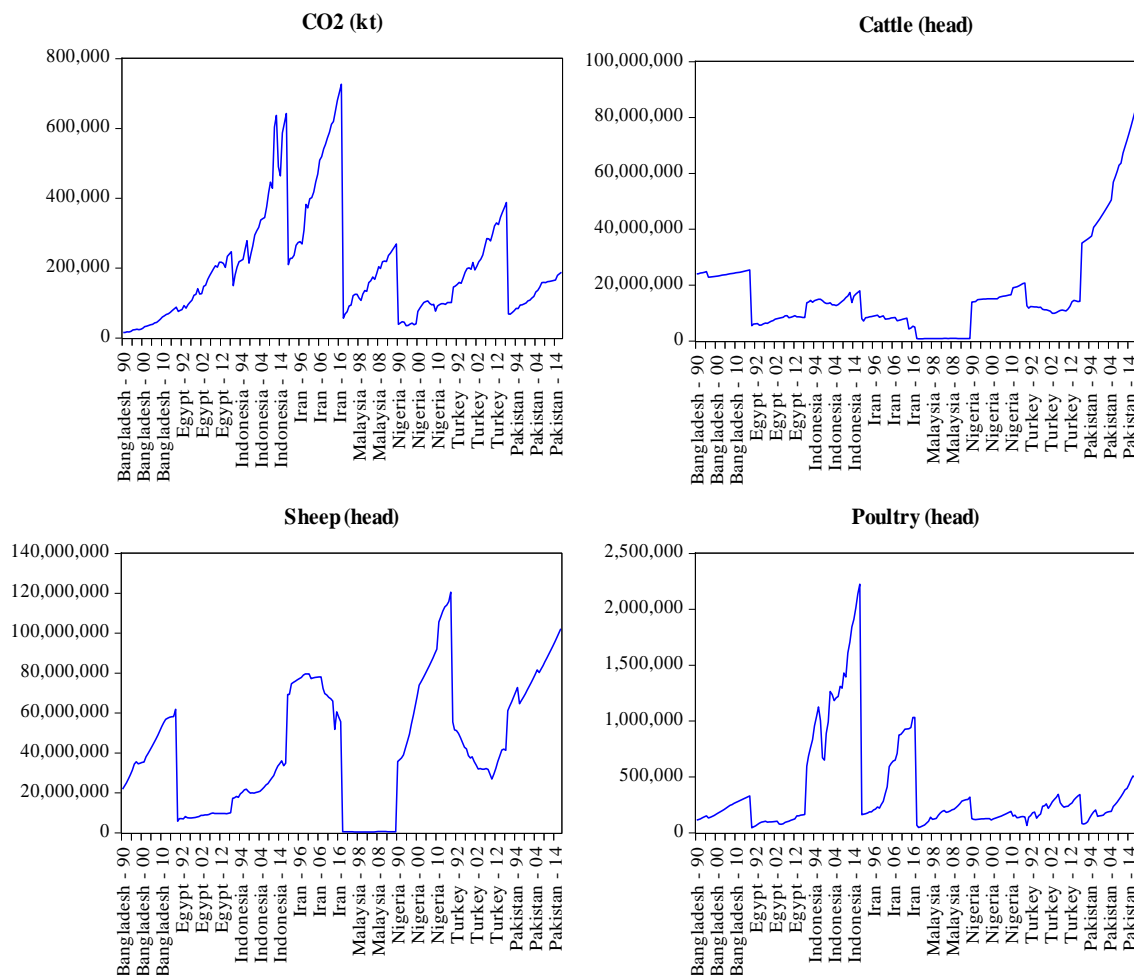 CO2 (kt)
800,000
600,000
400,000
200,000
0
Bangladesh - 90
Bangladesh - 00
Bangladesh - 10
Egypt - 92
Egypt - 02
Egypt - 12
Indonesia - 94
Indonesia - 04
Indonesia - 14
Iran - 96
Iran - 06
Iran - 16
Malaysia - 98
Malaysia - 08
Nigeria - 90
Nigeria - 00
Nigeria - 10
Turkey - 92
Turkey - 02
Turkey - 12
Pakistan - 94
Pakistan - 04
Pakistan - 14
Cattle (head)
100,000,000
80,000,000
60,000,000
40,000,000
20,000,000
0
Bangladesh - 90
Bangladesh - 00
Bangladesh - 10
Egypt - 92
Egypt - 02
Egypt - 12
Indonesia - 94
Indonesia - 04
Indonesia - 14
Iran - 96
Iran - 06
Iran - 16
Malaysia - 98
Malaysia - 08
Nigeria - 90
Nigeria - 00
Nigeria - 10
Turkey - 92
Turkey - 02
Turkey - 12
Pakistan - 94
Pakistan - 04
Pakistan - 14
Sheep (head)
140,000,000
120,000,000
100,000,000
80,000,000
60,000,000
40,000,000
20,000,000
0
Bangladesh - 90
Bangladesh - 00
Bangladesh - 10
Egypt - 92
Egypt - 02
Egypt - 12
Indonesia - 94
Indonesia - 04
Indonesia - 14
Iran - 96
Iran - 06
Iran - 16
Malaysia - 98
Malaysia - 08
Nigeria - 90
Nigeria - 00
Nigeria - 10
Turkey - 92
Turkey - 02
Turkey - 12
Pakistan - 94
Pakistan - 04
Pakistan - 14
Poultry (head)
2,500,000
2,000,000
1,500,000
1,000,000
500,000
0
Bangladesh - 90
Bangladesh - 00
Bangladesh - 10
Egypt - 92
Egypt - 02
Egypt - 12
Indonesia - 94
Indonesia - 04
Indonesia - 14
Iran - 96
Iran - 06
Iran - 16
Malaysia - 98
Malaysia - 08
Nigeria - 90
Nigeria - 00
Nigeria - 10
Turkey - 92
Turkey - 02
Turkey - 12
Pakistan - 94
Pakistan - 04
Pakistan - 14